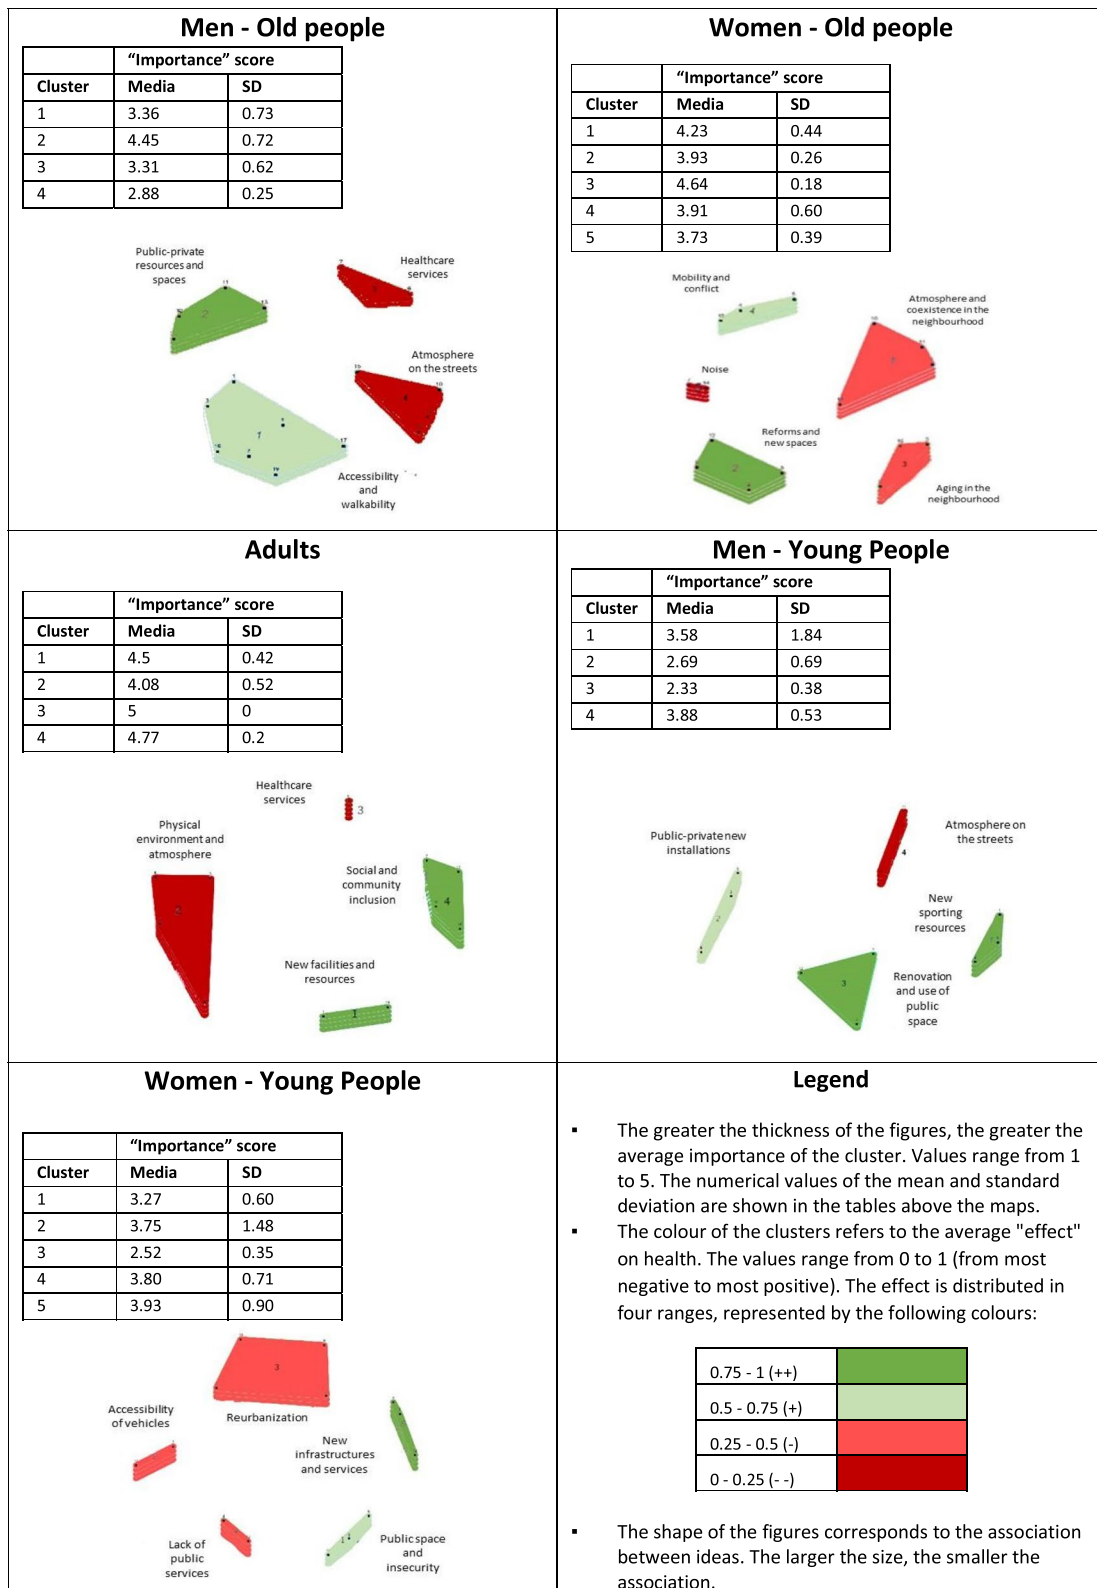 Men - Old people
"Importance" score
Cluster Media SD
1 3.36 0.73
2 4.45 0.72
3 3.31 0.62
4 2.88 0.25
Public-private
resources and
spaces
2
Healthcare
services
Atmosphere
on the streets
4
1
Accessibility
and
walkability
Women - Old people
"Importance" score
Cluster Media SD
1 4.23 0.44
2 3.93 0.26
3 4.64 0.18
4 3.91 0.60
5 3.73 0.39
Mobility and
conflict
4
Atmosphere and
coexistence in the
neighbourhood
1
Noise
Reforms and
new spaces
2
3
Aging in the
neighbourhood
Adults
"Importance" score
Cluster Media SD
1 4.5 0.42
2 4.08 0.52
3 5 0
4 4.77 0.2
Healthcare
services
3
Physical
environment and
atmosphere
2
Social and
community
inclusion
4
New facilities and
resources
1
Men - Young People
"Importance" score
Cluster Media SD
1 3.58 1.84
2 2.69 0.69
3 2.33 0.38
4 3.88 0.53
Public-private new
installations
2
Atmosphere on
the streets
4
New
sporting
resources
3
Renovation
and use of
public
space
Women - Young People
"Importance" score
Cluster Media SD
1 3.27 0.60
2 3.75 1.48
3 2.52 0.35
4 3.80 0.71
5 3.93 0.90
3
Reurbanization
Accessibility
of vehicles
New
infrastructures
and services
Lack of
public
services
Public space
and
insecurity
Legend
▪ The greater the thickness of the figures, the greater the
average importance of the cluster. Values range from 1
to 5. The numerical values of the mean and standard
deviation are shown in the tables above the maps.
▪ The colour of the clusters refers to the average "effect"
on health. The values range from 0 to 1 (from most
negative to most positive). The effect is distributed in
four ranges, represented by the following colours:
0.75 - 1 (++)
0.5 - 0.75 (+)
0.25 - 0.5 (-)
0 - 0.25 (- -)
▪ The shape of the figures corresponds to the association
between ideas. The larger the size, the smaller the
association.